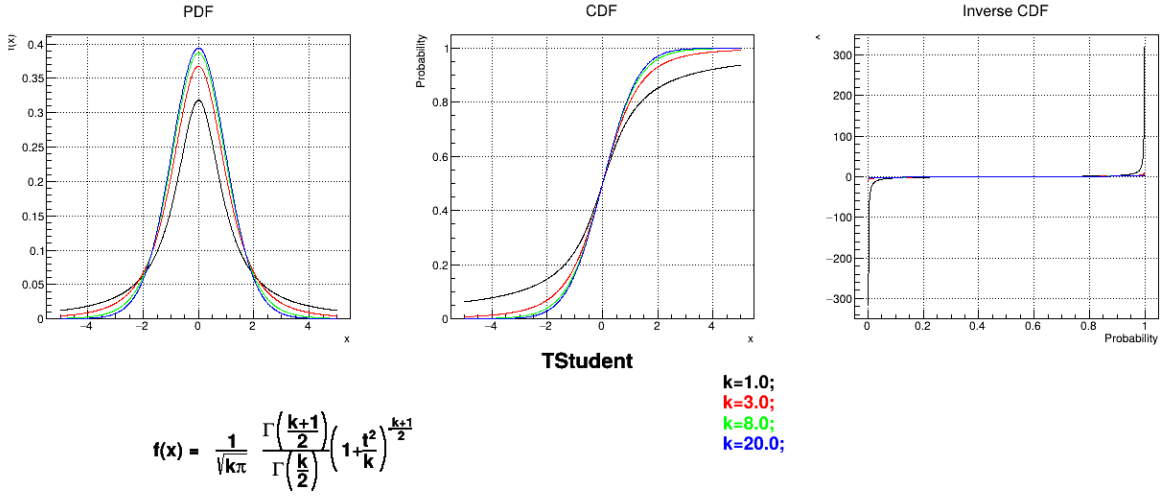 PDF
f(x)
0.4
0.35
0.3
0.25
0.2
0.15
0.1
0.05
0
−4
−2
0
2
4
x
CDF
Probability
1
0.8
0.6
0.4
0.2
0
−4
−2
0
2
4
x
Inverse CDF
300
200
100
0
−100
−200
−300
0
0.2
0.4
0.6
0.8
1
Probability
TStudent
k=1.0;
k=3.0;
k=8.0;
k=20.0;
f(x) = 1/√kπ Γ(k+1/2)/Γ(k/2) (1+t²/k)^k+1/2